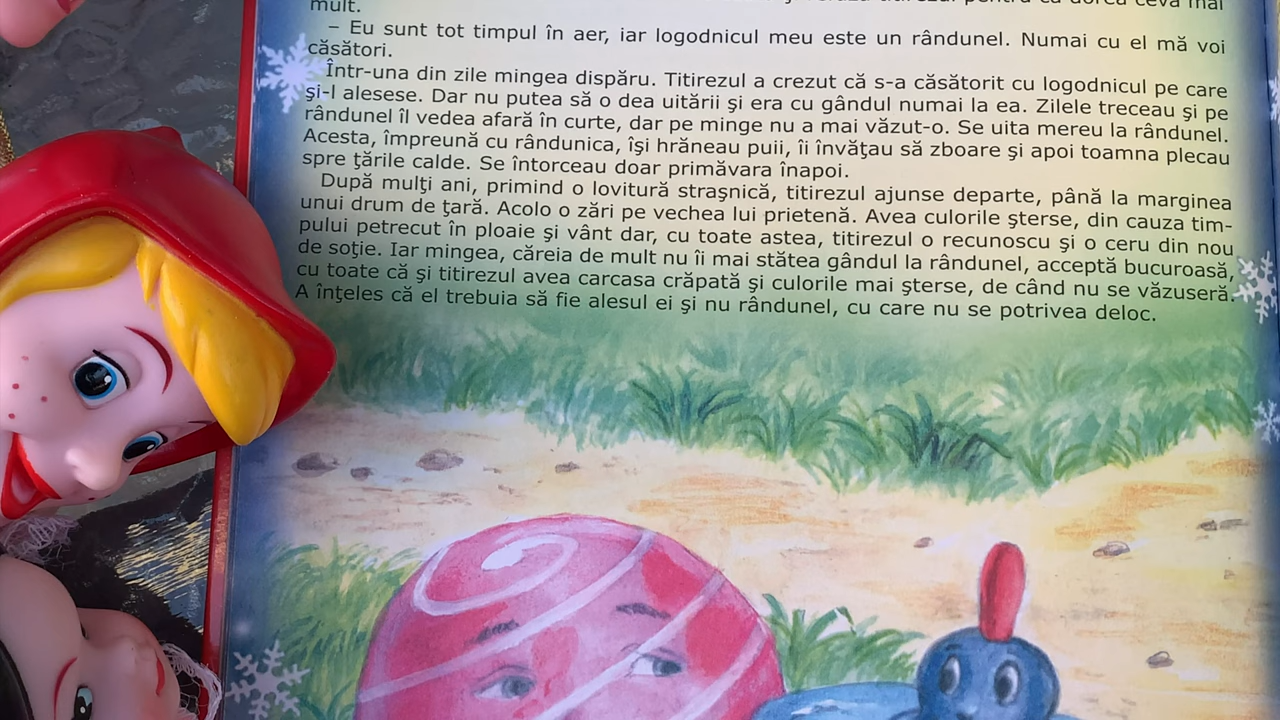 mult.
– Eu sunt tot timpul în aer, iar logodnicul meu este un rândunel. Numai cu el mă voi
căsători.
Într-una din zile mingea dispăru. Titirezul a crezut că s-a căsătorit cu logodnicul pe care
şi-l alesese. Dar nu putea să o dea uitării şi era cu gândul numai la ea. Zilele treceau şi pe
rândunel îl vedea afară în curte, dar pe minge nu a mai văzut-o. Se uita mereu la rândunel.
Acesta, împreună cu rândunica, îşi hrăneau puii, îi învăţau să zboare şi apoi toamna plecau
spre ţările calde. Se întorceau doar primăvara înapoi.
După mulţi ani, primind o lovitură straşnică, titirezul ajunse departe, până la marginea
unui drum de ţară. Acolo o zări pe vechea lui prietenă. Avea culorile şterse, din cauza tim-
pului petrecut în ploaie şi vânt dar, cu toate astea, titirezul o recunoscu şi o ceru din nou
de soţie. Iar mingea, căreia de mult nu îi mai stătea gândul la rândunel, acceptă bucuroasă,
cu toate că şi titirezul avea carcasa crăpată şi culorile mai şterse, de când nu se văzuseră.
A înţeles că el trebuia să fie alesul ei şi nu rândunel, cu care nu se potrivea deloc.